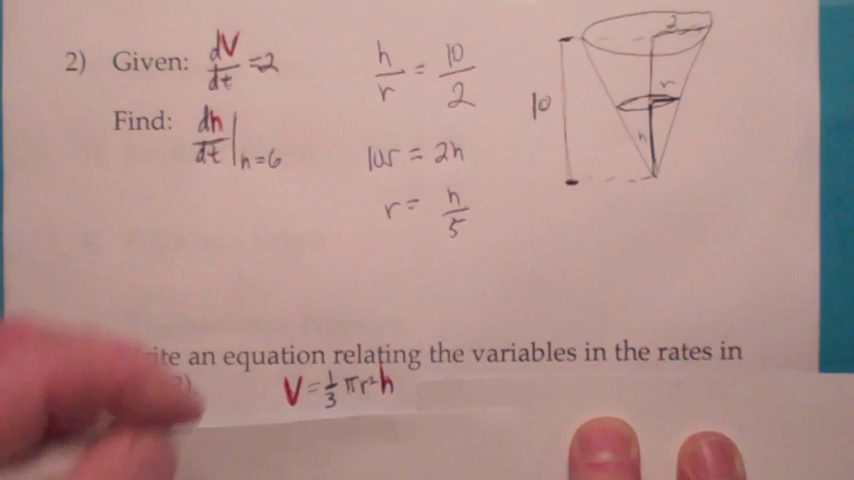 2) Given: dV/dt = 2
Find: dh/dt | h = 6
h/r = 10/2
10r = 2h
r = h/5
2
r
10
h
ite an equation relating the variables in the rates in
2).
V = 1/3 πr²h